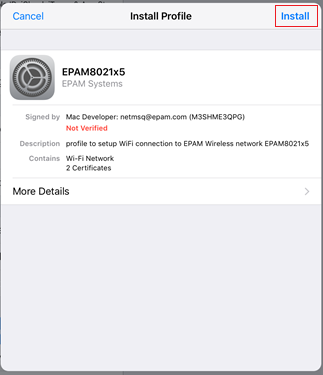 Cancel Install Profile Install
EPAM8021x5
EPAM Systems
Signed by Mac Developer: netmsq@epam.com (M3SHME3QPG)
Not Verified
Description profile to setup WiFi connection to EPAM Wireless network EPAM8021x5
Contains Wi-Fi Network
2 Certificates
More Details